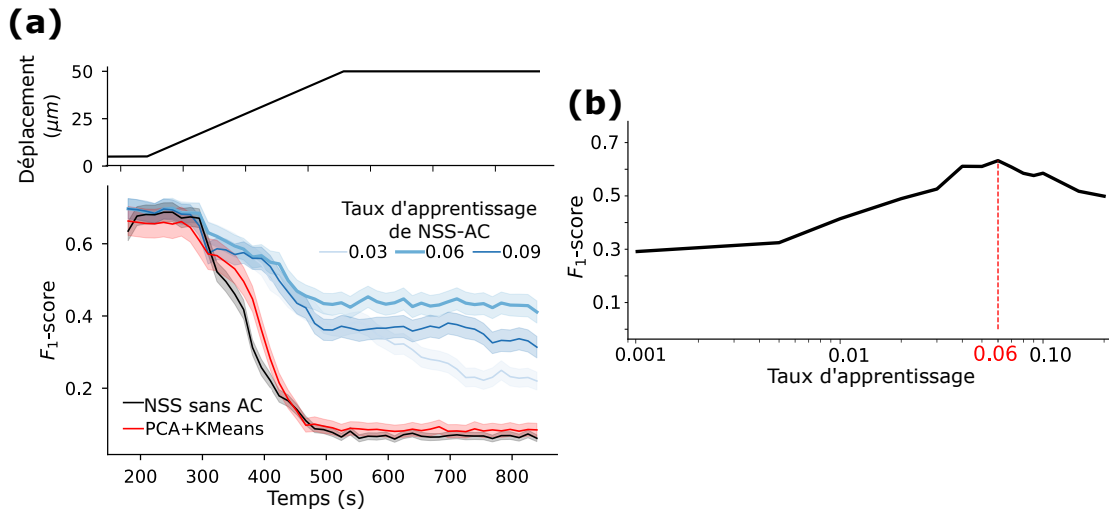 (a)
Déplacement
(μm)
50
25
0
F1-score
0.6
0.4
0.2
Taux d'apprentissage
de NSS-AC
0.03 0.06 0.09
NSS sans AC
PCA+KMeans
200 300 400 500 600 700 800
Temps (s)
(b)
F1-score
0.7
0.5
0.3
0.1
0.001 0.01 0.06 0.10
Taux d'apprentissage